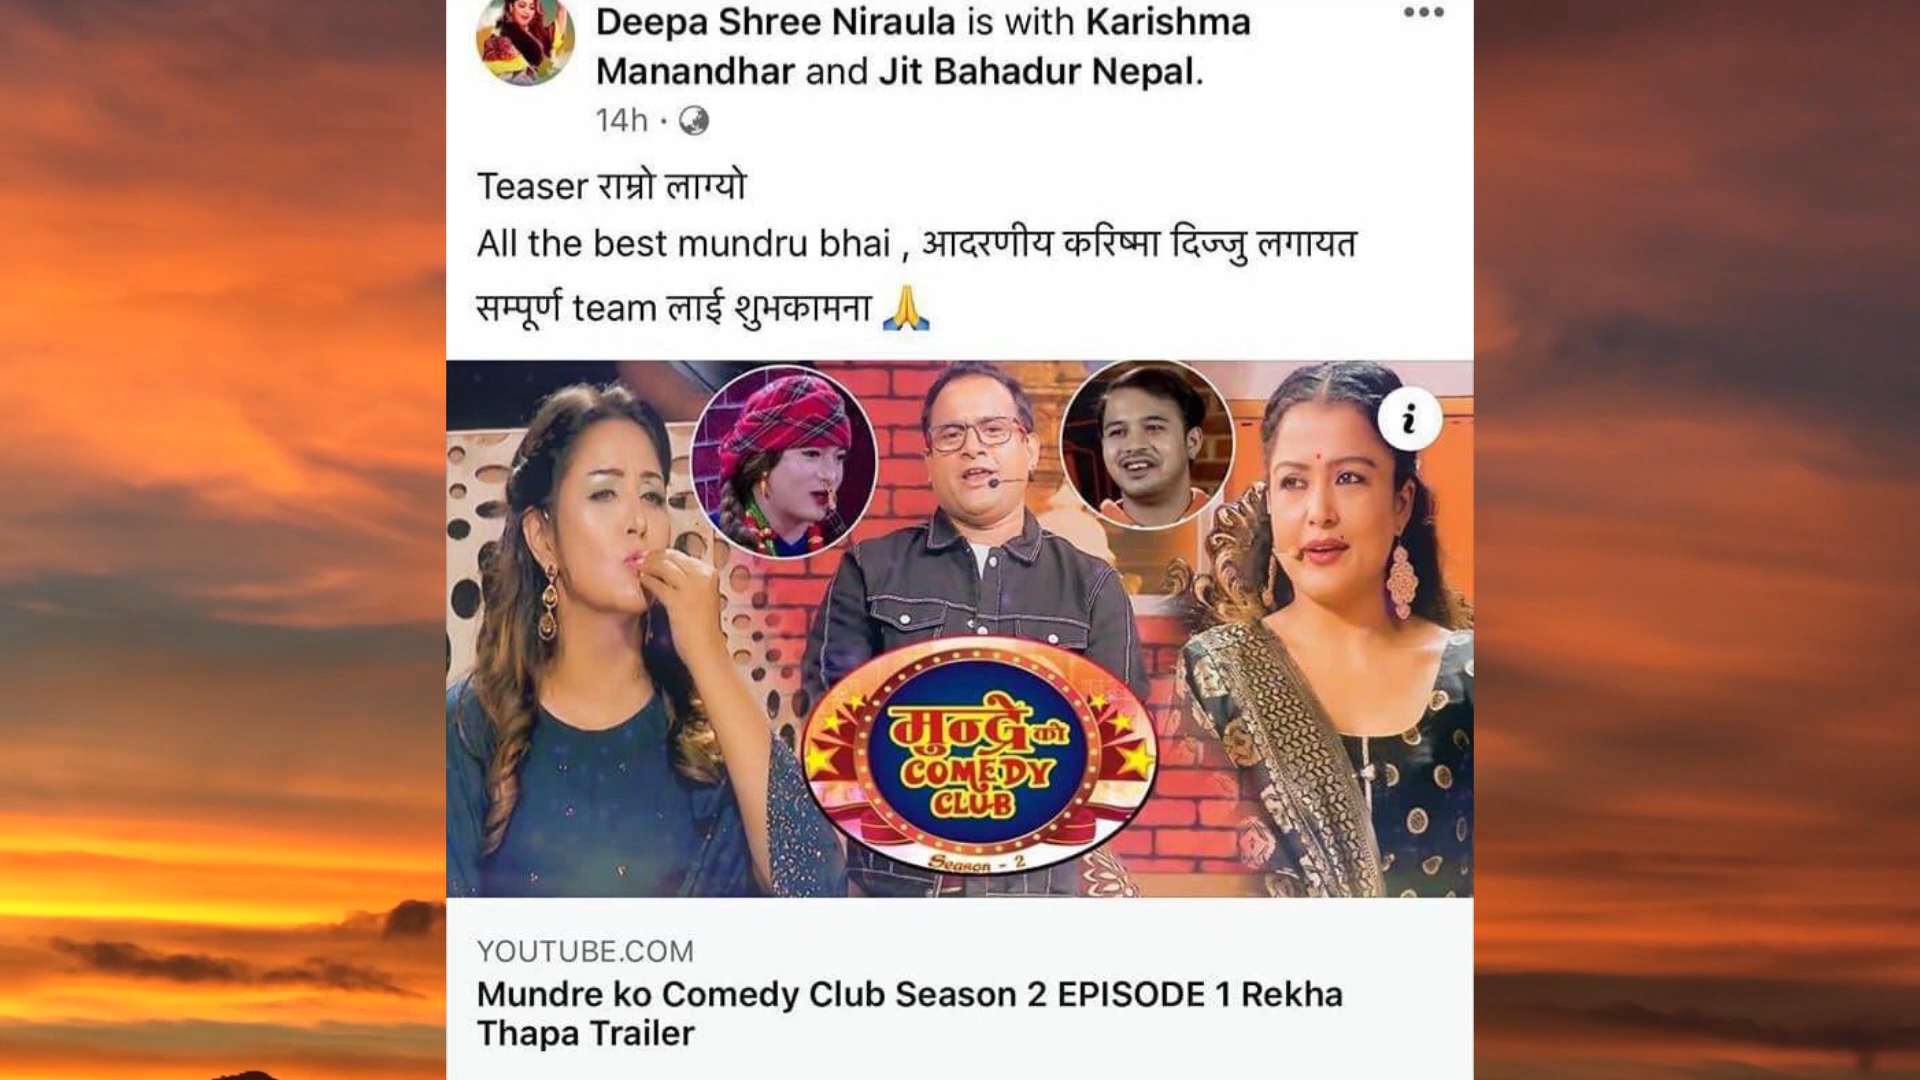 Deepa Shree Niraula is with Karishma
Manandhar and Jit Bahadur Nepal.
14h ·
Teaser राम्रो लाग्यो
All the best mundru bhai , आदरणीय करिष्मा दिज्जु लगायत
सम्पूर्ण team लाई शुभकामना 🙏
i
मुन्द्रे को
COMEDY
CLUB
Season - 2
YOUTUBE.COM
Mundre ko Comedy Club Season 2 EPISODE 1 Rekha
Thapa Trailer